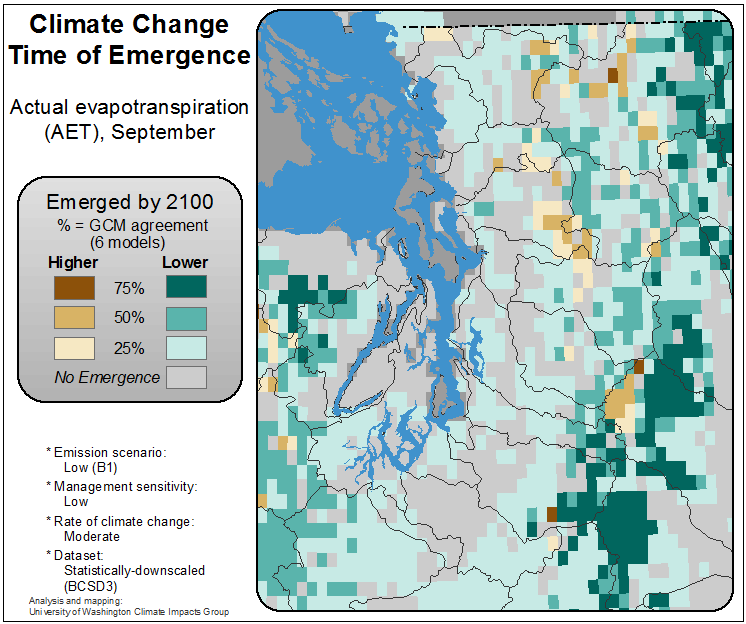 Climate Change
Time of Emergence
Actual evapotranspiration
(AET), September
Emerged by 2100
% = GCM agreement
(6 models)
Higher Lower
75%
50%
25%
No Emergence
* Emission scenario:
Low (B1)
* Management sensitivity:
Low
* Rate of climate change:
Moderate
* Dataset:
Statistically-downscaled
(BCSD3)
Analysis and mapping:
University of Washington Climate Impacts Group